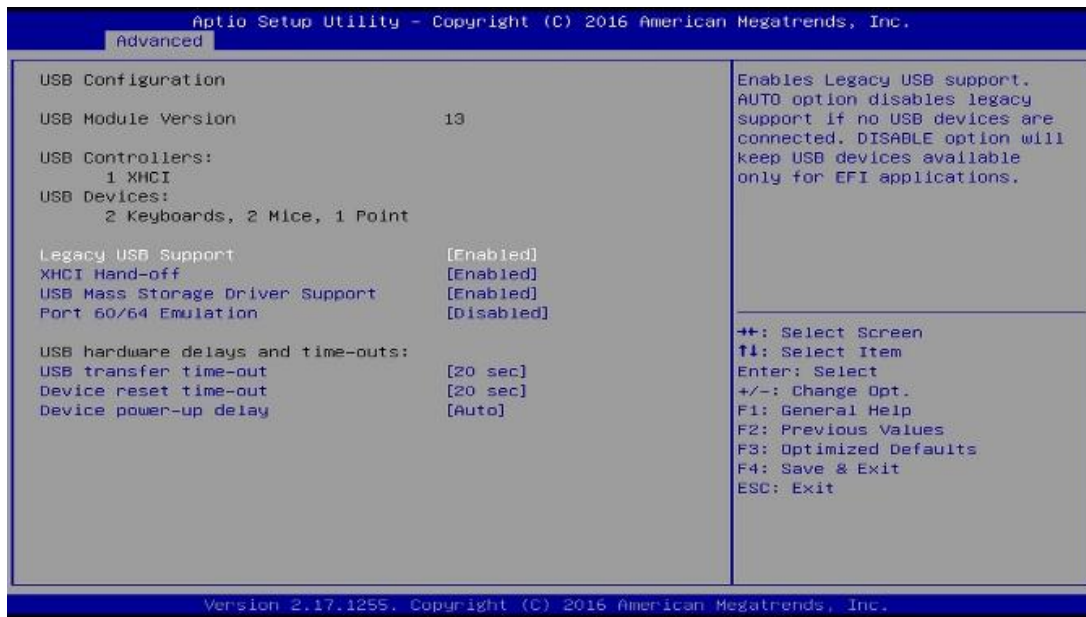 Aptio Setup Utility – Copyright (C) 2016 American Megatrends, Inc.
Advanced
USB Configuration
USB Module Version 13
USB Controllers:
1 XHCI
USB Devices:
2 Keyboards, 2 Mice, 1 Point
Legacy USB Support [Enabled]
XHCI Hand-off [Enabled]
USB Mass Storage Driver Support [Enabled]
Port 60/64 Emulation [Disabled]
USB hardware delays and time-outs:
USB transfer time-out [20 sec]
Device reset time-out [20 sec]
Device power-up delay [Auto]
Enables Legacy USB support.
AUTO option disables legacy
support if no USB devices are
connected. DISABLE option will
keep USB devices available
only for EFI applications.
→←: Select Screen
↑↓: Select Item
Enter: Select
+/-: Change Opt.
F1: General Help
F2: Previous Values
F3: Optimized Defaults
F4: Save & Exit
ESC: Exit
Version 2.17.1255. Copyright (C) 2016 American Megatrends, Inc.